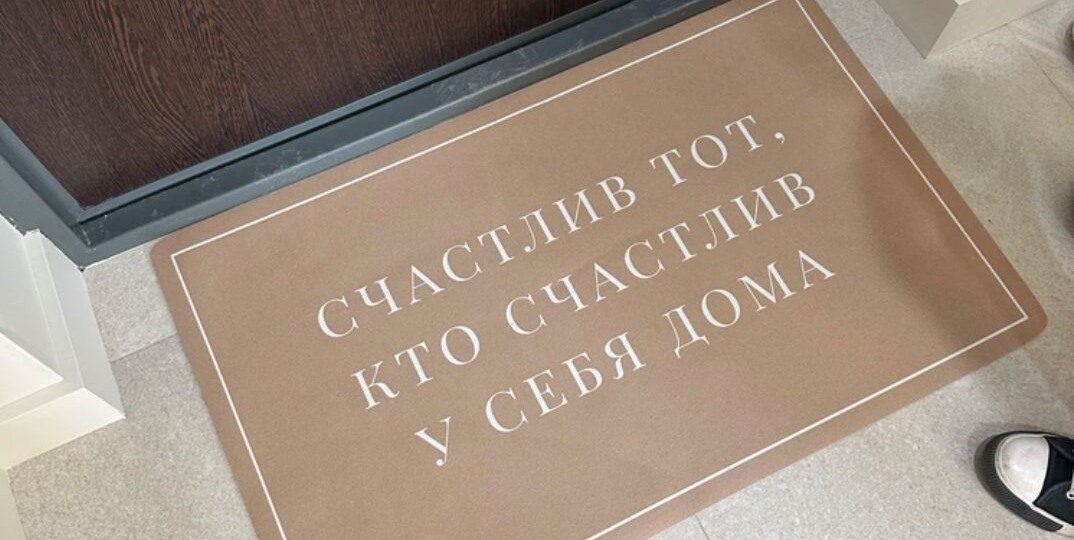 СЧАСТЛИВ ТОТ,
КТО СЧАСТЛИВ
У СЕБЯ ДОМА